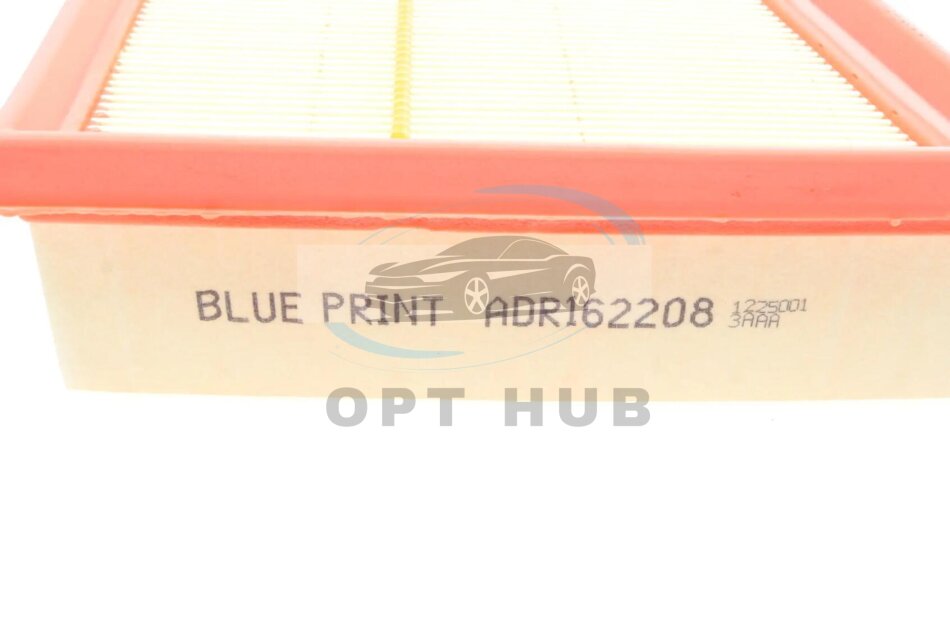 BLUE PRINT ADR162208 1225001
3AAA
OPT HUB